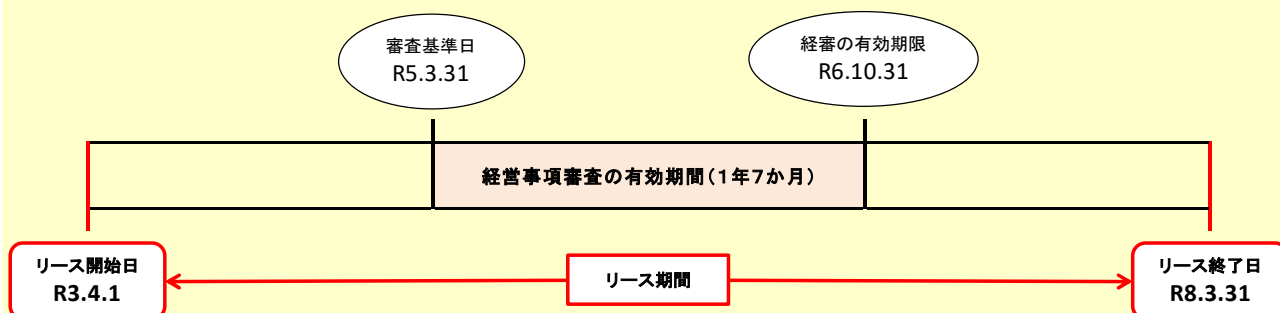 審査基準日
R5.3.31
経審の有効期限
R6.10.31
経営事項審査の有効期間(1年7か月)
リース開始日
R3.4.1
リース期間
リース終了日
R8.3.31